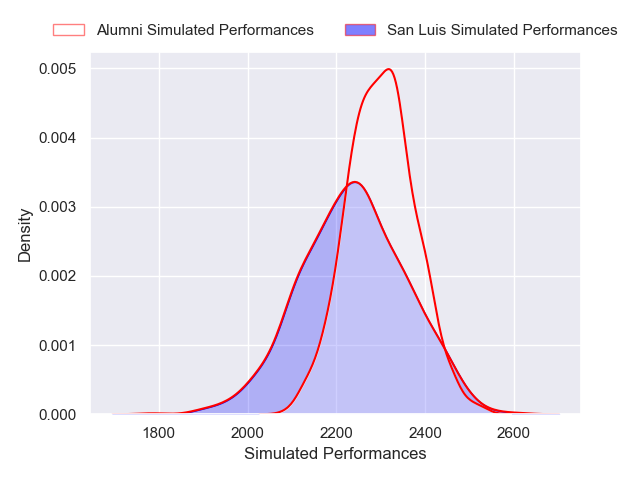 Alumni Simulated Performances San Luis Simulated Performances
0.005
0.004
0.003
0.002
0.001
0.000
Density
1800 2000 2200 2400 2600
Simulated Performances